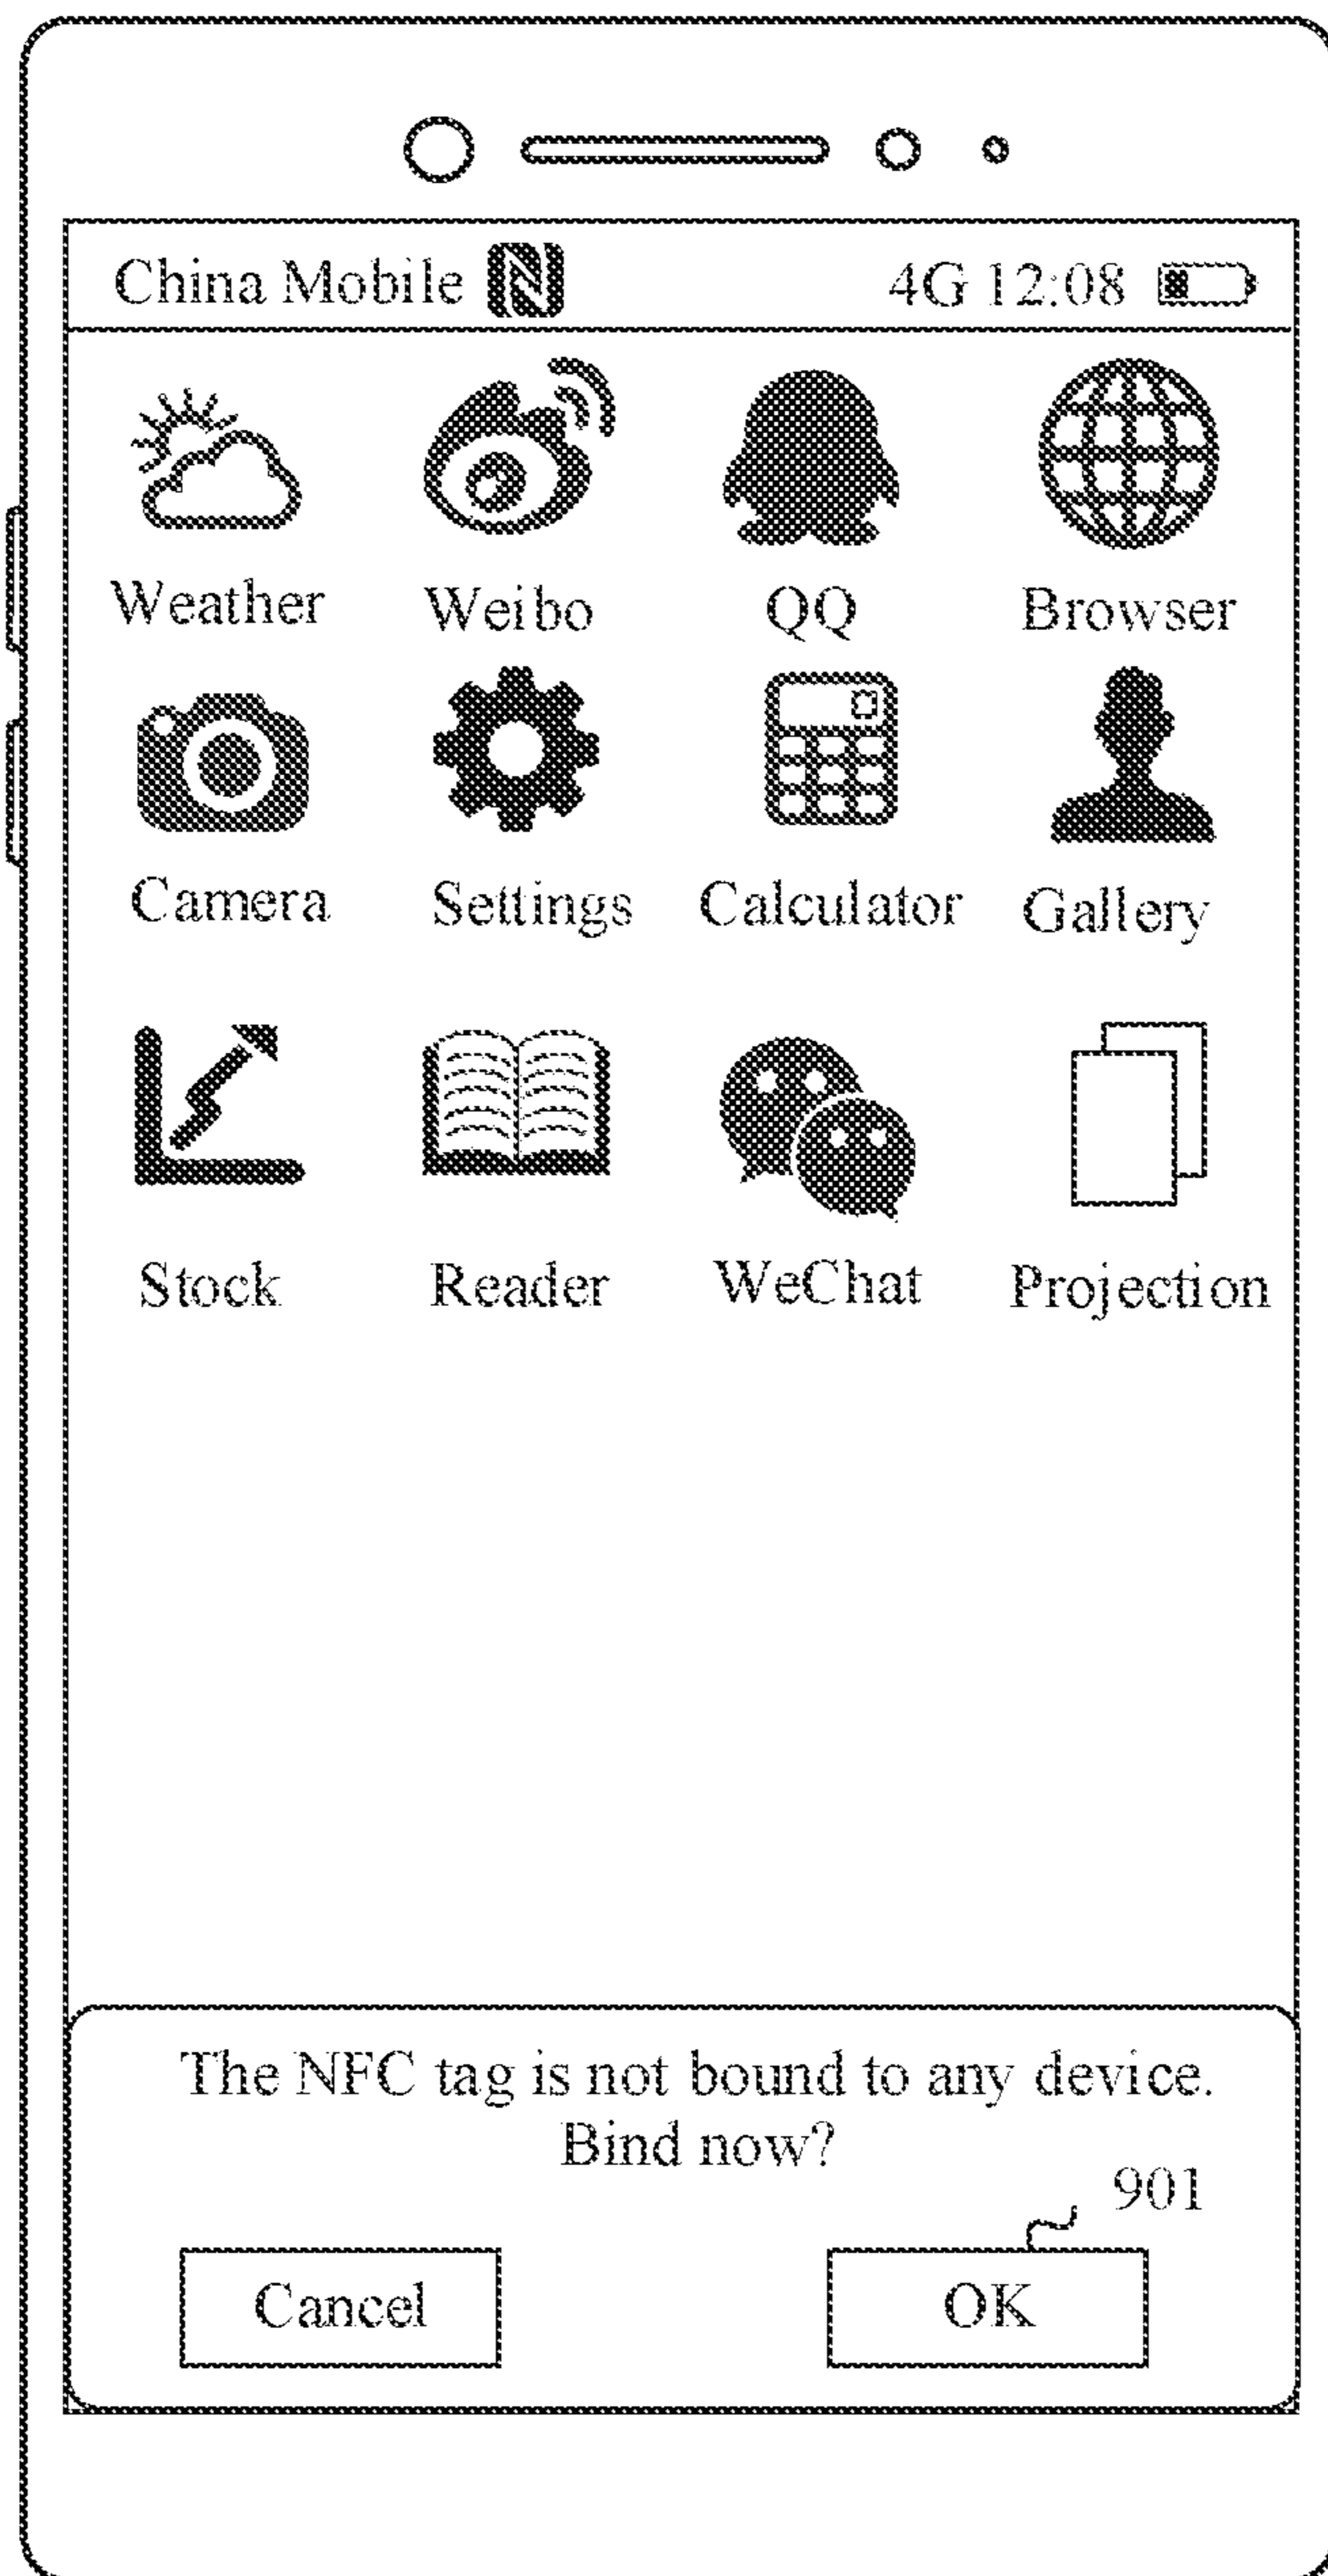 China Mobile N 4G 12:08
Weather Weibo QQ Browser
Camera Settings Calculator Gallery
Stock Reader WeChat Projection
The NFC tag is not bound to any device.
Bind now?
901
Cancel OK